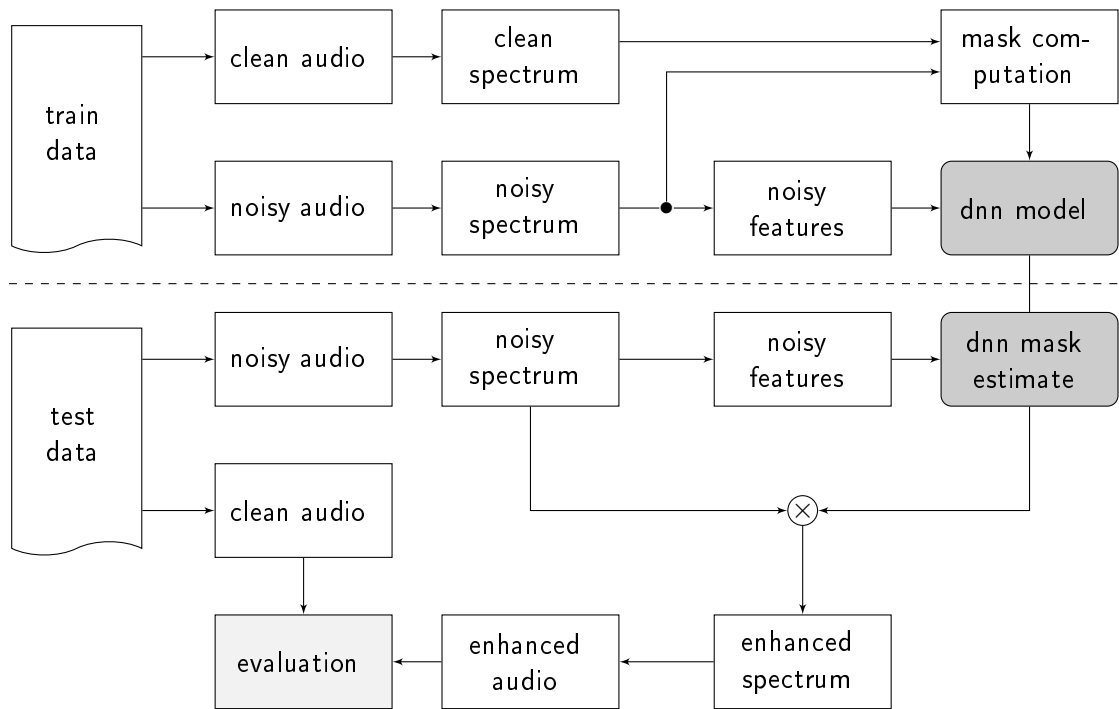 train
data
clean audio
clean
spectrum
mask com-
putation
noisy audio
noisy
spectrum
noisy
features
dnn model
test
data
noisy audio
noisy
spectrum
noisy
features
dnn mask
estimate
clean audio
evaluation
enhanced
audio
enhanced
spectrum